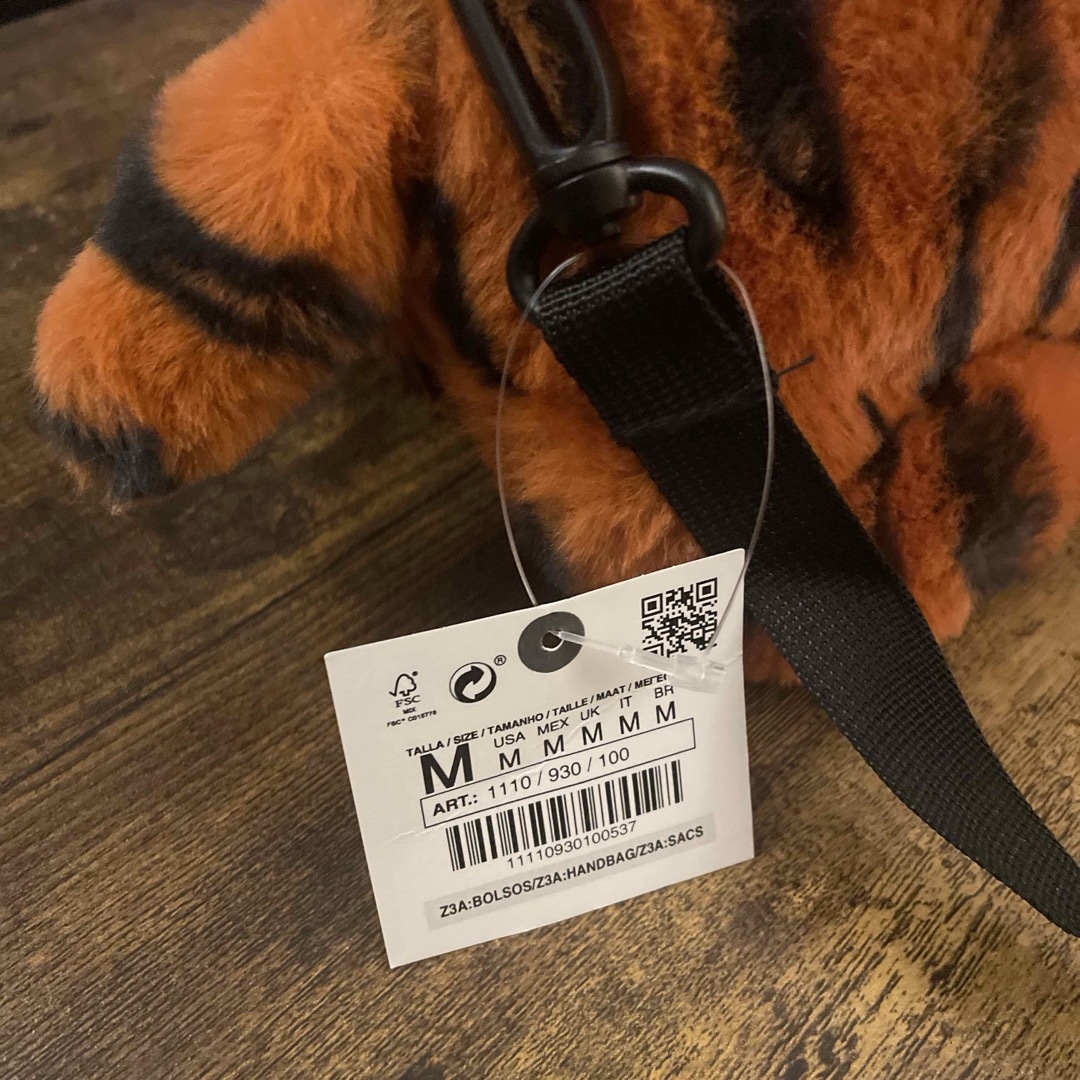 FSC®
MIX
FSC® C015778
®
TALLA / SIZE / TAMANHO / TAILLE / MAAT /
USA MEX UK IT BR
M M M M M M
ART.: 1110 / 930 / 100
11110930100537
Z3A:BOLSOS/Z3A:HANDBAG/Z3A:SACS